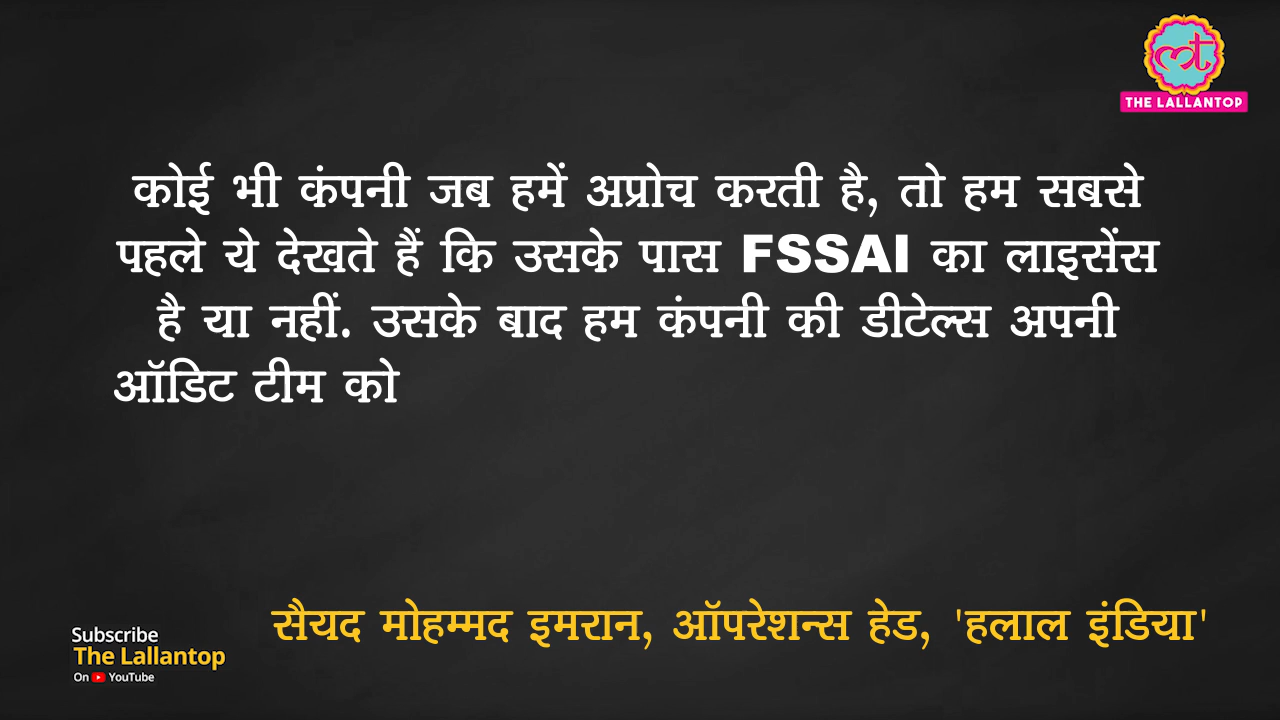 THE LALLANTOP
कोई भी कंपनी जब हमें अप्रोच करती है, तो हम सबसे
पहले ये देखते हैं कि उसके पास FSSAI का लाइसेंस
है या नहीं. उसके बाद हम कंपनी की डीटेल्स अपनी
ऑडिट टीम को
सैयद मोहम्मद इमरान, ऑपरेशन्स हेड, 'हलाल इंडिया'
Subscribe
The Lallantop
On YouTube